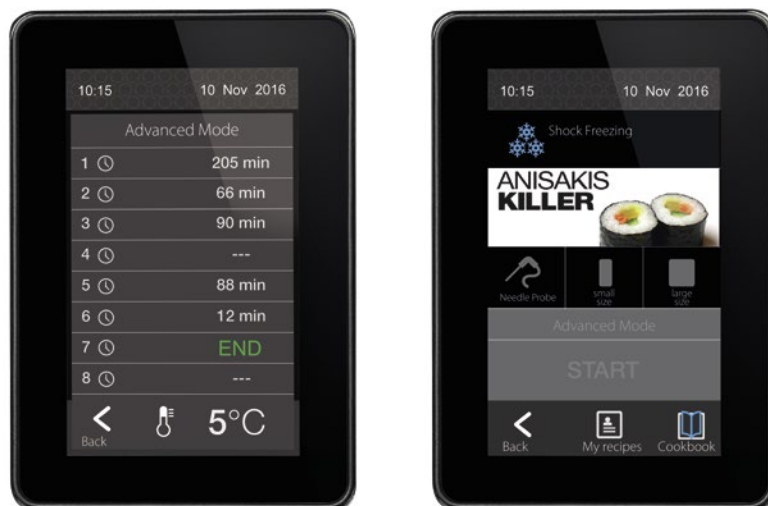 10:15 10 Nov 2016
Advanced Mode
1 205 min
2 66 min
3 90 min
4 ---
5 88 min
6 12 min
7 END
8 ---
Back 5°C
10:15 10 Nov 2016
Shock Freezing
ANISAKIS
KILLER
Needle Probe small size large size
Advanced Mode
START
Back My recipes Cookbook